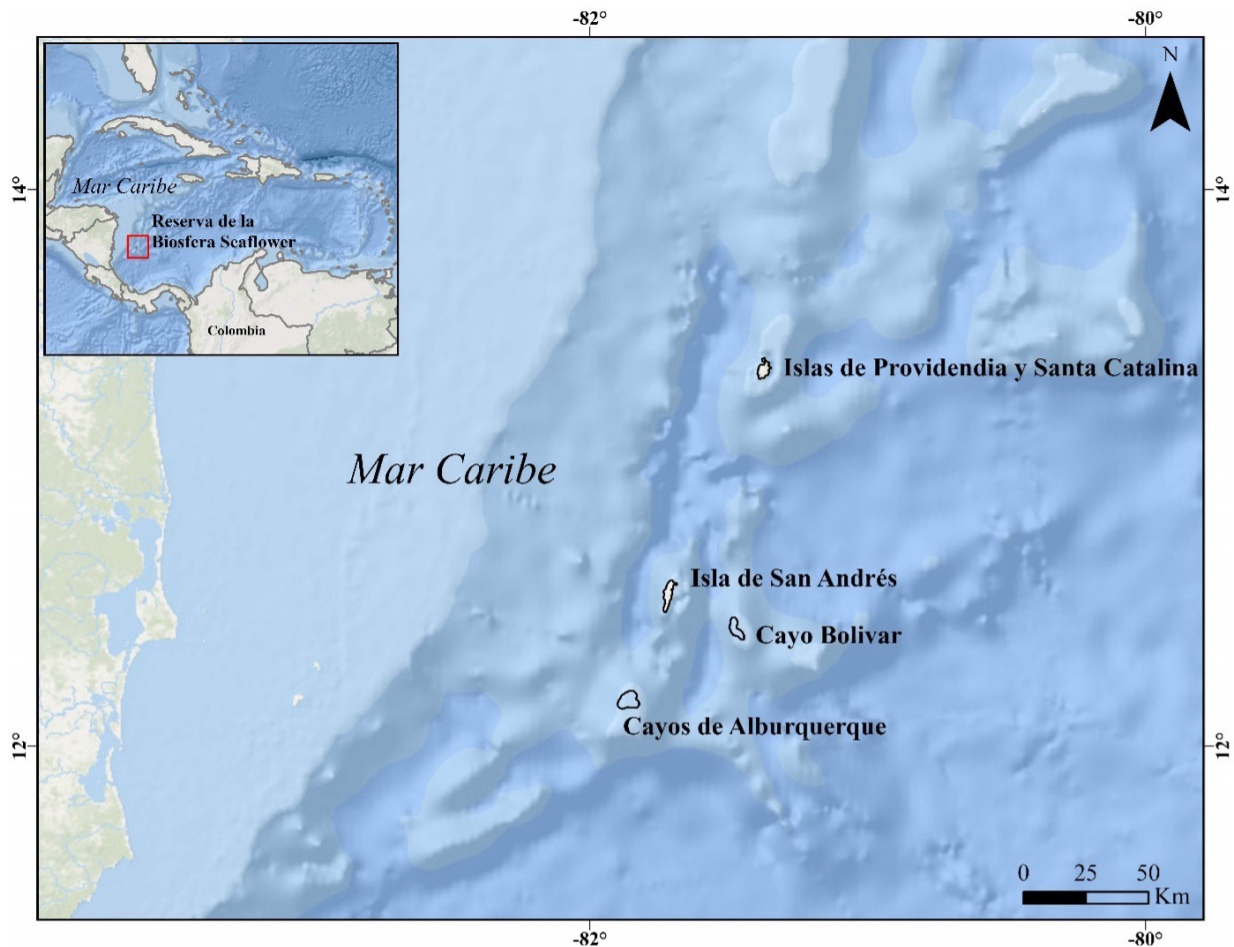 -82°
-80°
N
14°
14°
Mar Caribe
Reserva de la
Biosfera Seaflower
Colombia
Islas de Providendia y Santa Catalina
Mar Caribe
Isla de San Andrés
Cayo Bolivar
Cayos de Alburquerque
12°
12°
0 25 50
Km
-82°
-80°